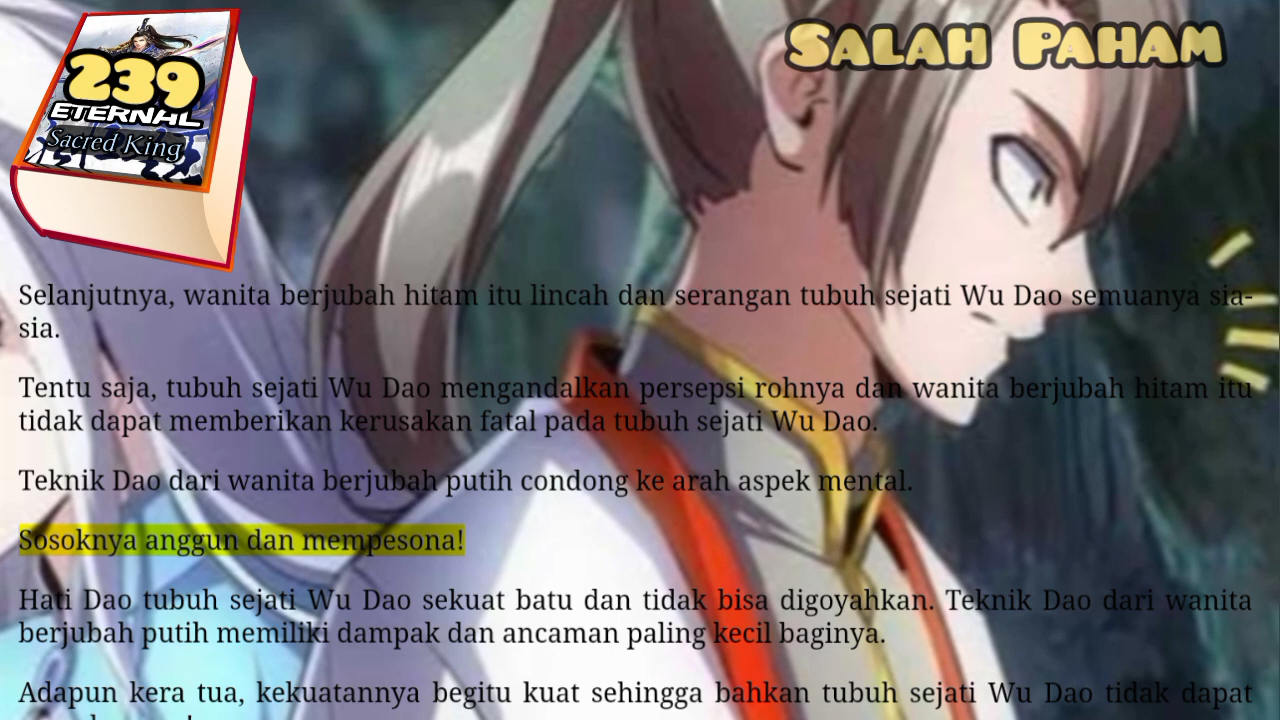 239
ETERNAL
Sacred King
SALAH PAHAM
Selanjutnya, wanita berjubah hitam itu lincah dan serangan tubuh sejati Wu Dao semuanya sia-
sia.
Tentu saja, tubuh sejati Wu Dao mengandalkan persepsi rohnya dan wanita berjubah hitam itu
tidak dapat memberikan kerusakan fatal pada tubuh sejati Wu Dao.
Teknik Dao dari wanita berjubah putih condong ke arah aspek mental.
Sosoknya anggun dan mempesona!
Hati Dao tubuh sejati Wu Dao sekuat batu dan tidak bisa digoyahkan. Teknik Dao dari wanita
berjubah putih memiliki dampak dan ancaman paling kecil baginya.
Adapun kera tua, kekuatannya begitu kuat sehingga bahkan tubuh sejati Wu Dao tidak dapat